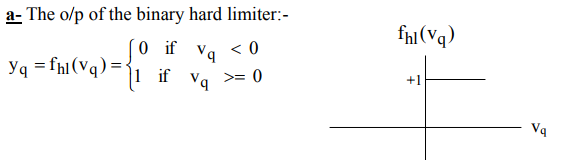 a- The o/p of the binary hard limiter:-
yq = fhl(vq) = {0 if vq < 0
1 if vq >= 0
fhl(vq)
+1
vq